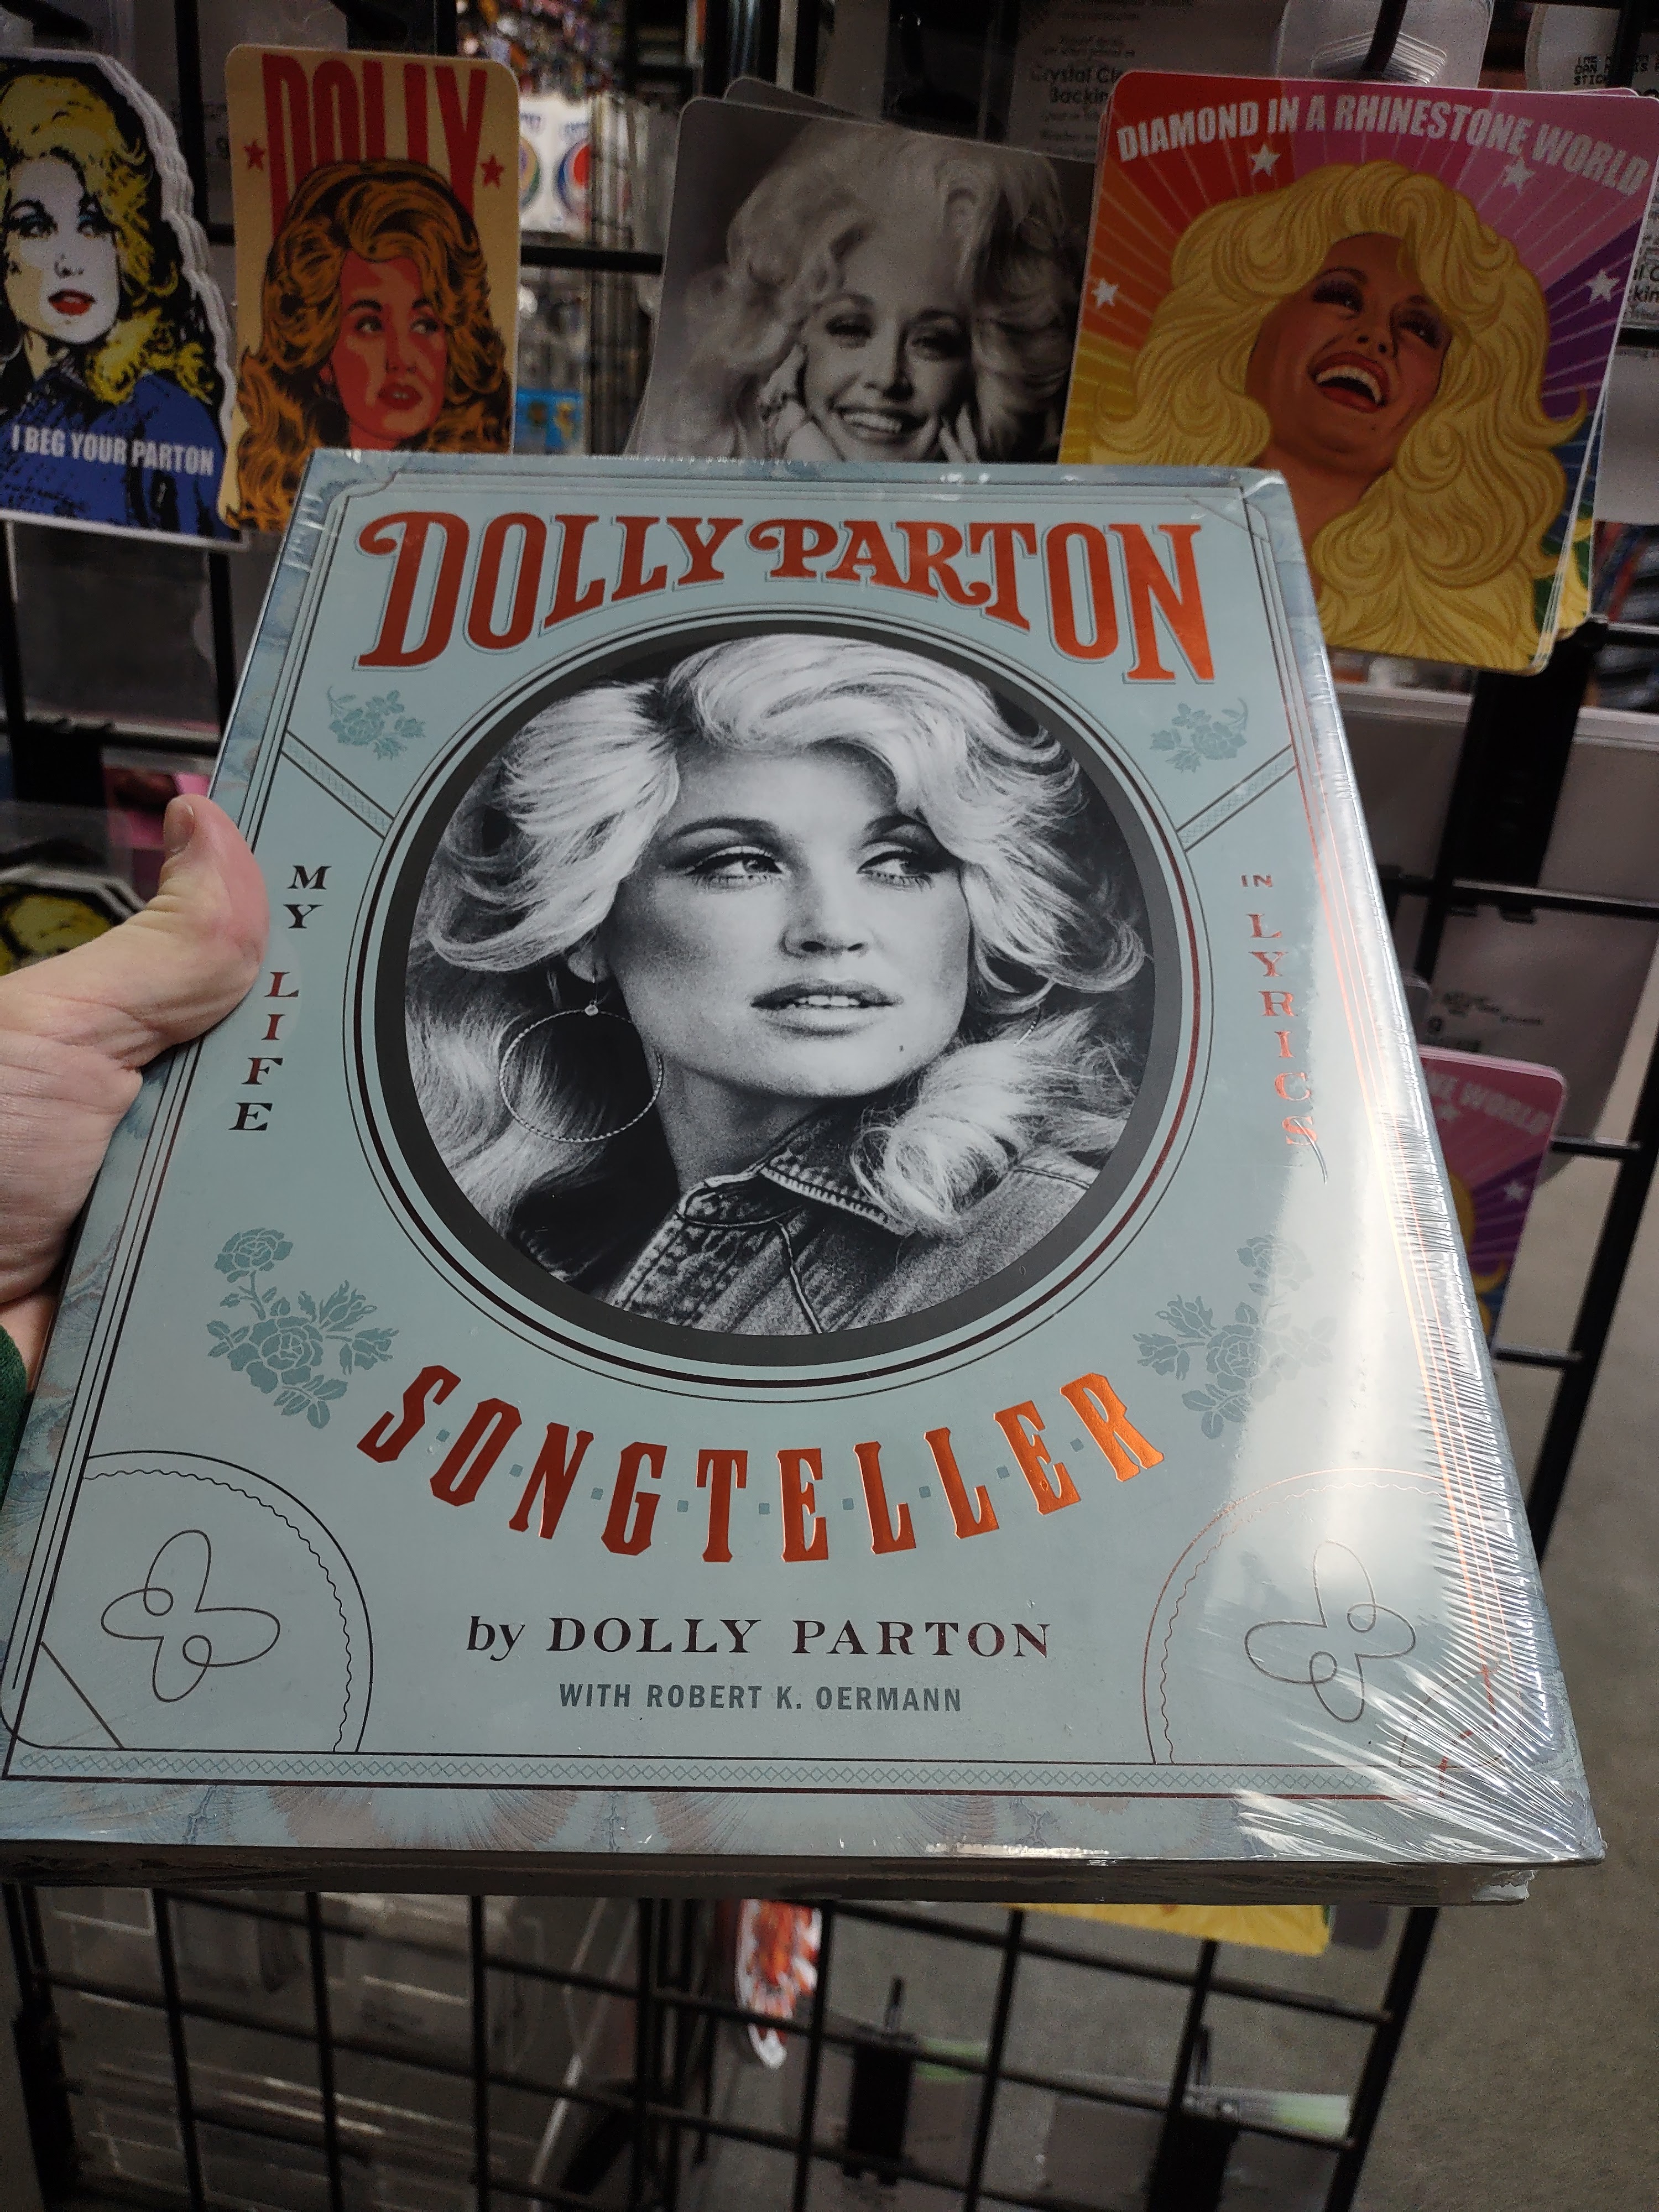 DOLLY
I BEG YOUR PARTON
DIAMOND IN A RHINESTONE WORLD
DOLLY PARTON
MY LIFE
IN LYRICS
SONGTELLER
by DOLLY PARTON
WITH ROBERT K. OERMANN
WORLD